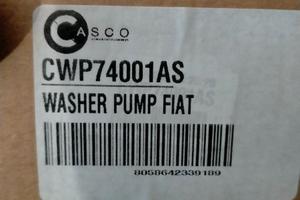 CASCO
CWP74001AS
WASHER PUMP FIAT
8058642339189